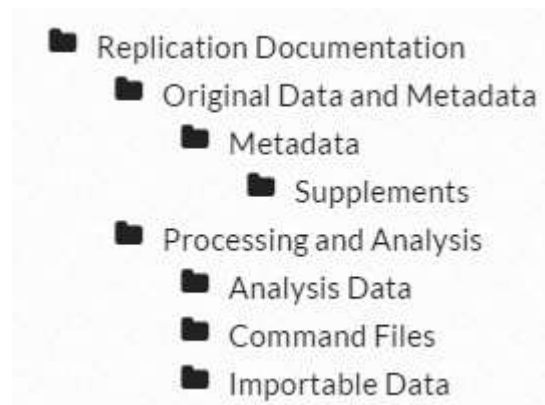 Replication Documentation
Original Data and Metadata
Metadata
Supplements
Processing and Analysis
Analysis Data
Command Files
Importable Data